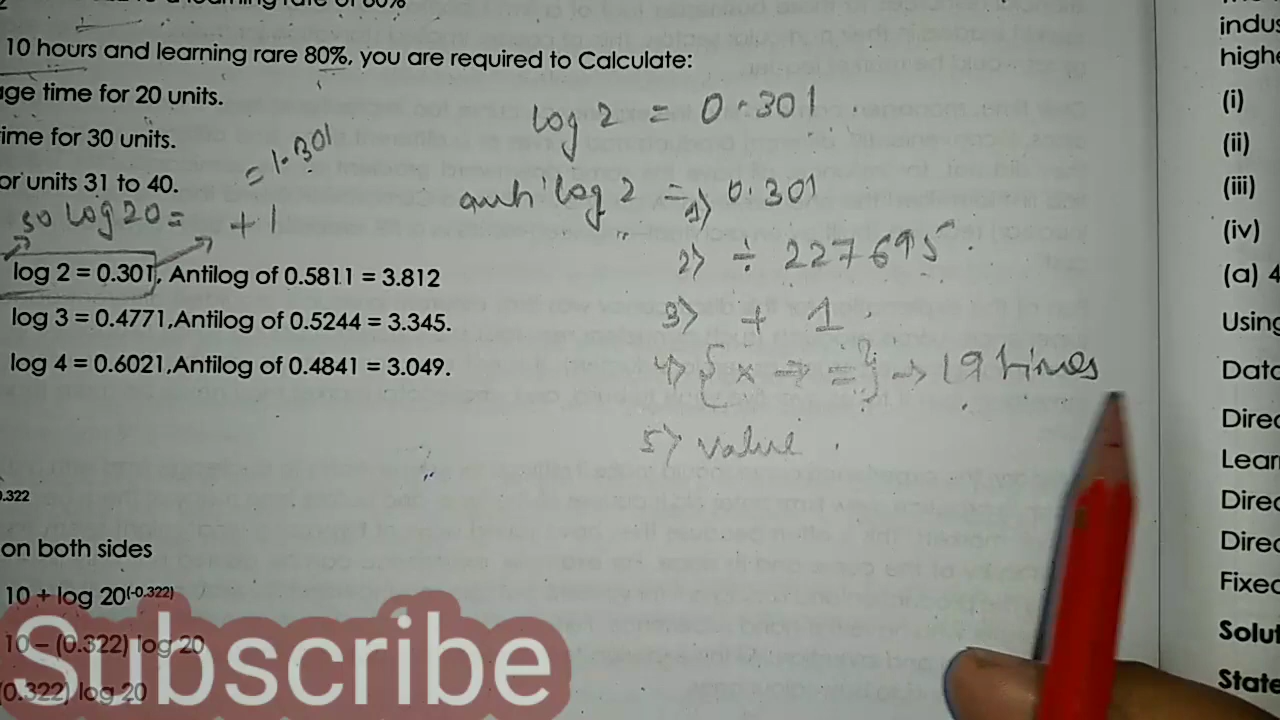 10 hours and learning rare 80%, you are required to Calculate:
age time for 20 units.
ime for 30 units.
or units 31 to 40.
= 1.301
so log 20 = + 1
log 2 = 0.301, Antilog of 0.5811 = 3.812
log 3 = 0.4771,Antilog of 0.5244 = 3.345.
log 4 = 0.6021,Antilog of 0.4841 = 3.049.
0.322
on both sides
10 + log 20(-0.322)
10 – (0.322) log 20
(0.322) log 20
log 2 = 0.301.
anti log 2 = 1) 0.301
2) ÷ 227695.
3) + 1.
4) { × → = } → 19 times
5) value.
Subscribe
indus
highe
(i)
(ii)
(iii)
(iv)
(a) 4
Using
Data
Direc
Learn
Direc
Direc
Fixed
Solut
State